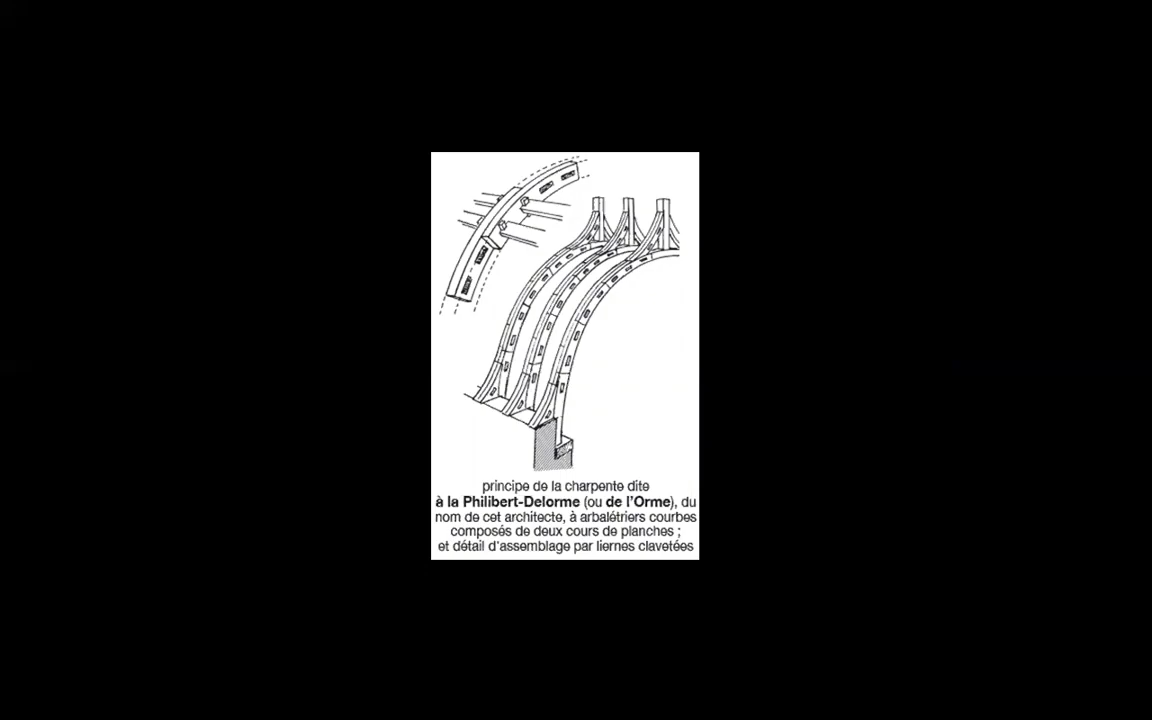 principe de la charpente dite
à la Philibert-Delorme (ou de l'Orme), du
nom de cet architecte, à arbalétriers courbes
composés de deux cours de planches ;
et détail d'assemblage par liernes clavetées